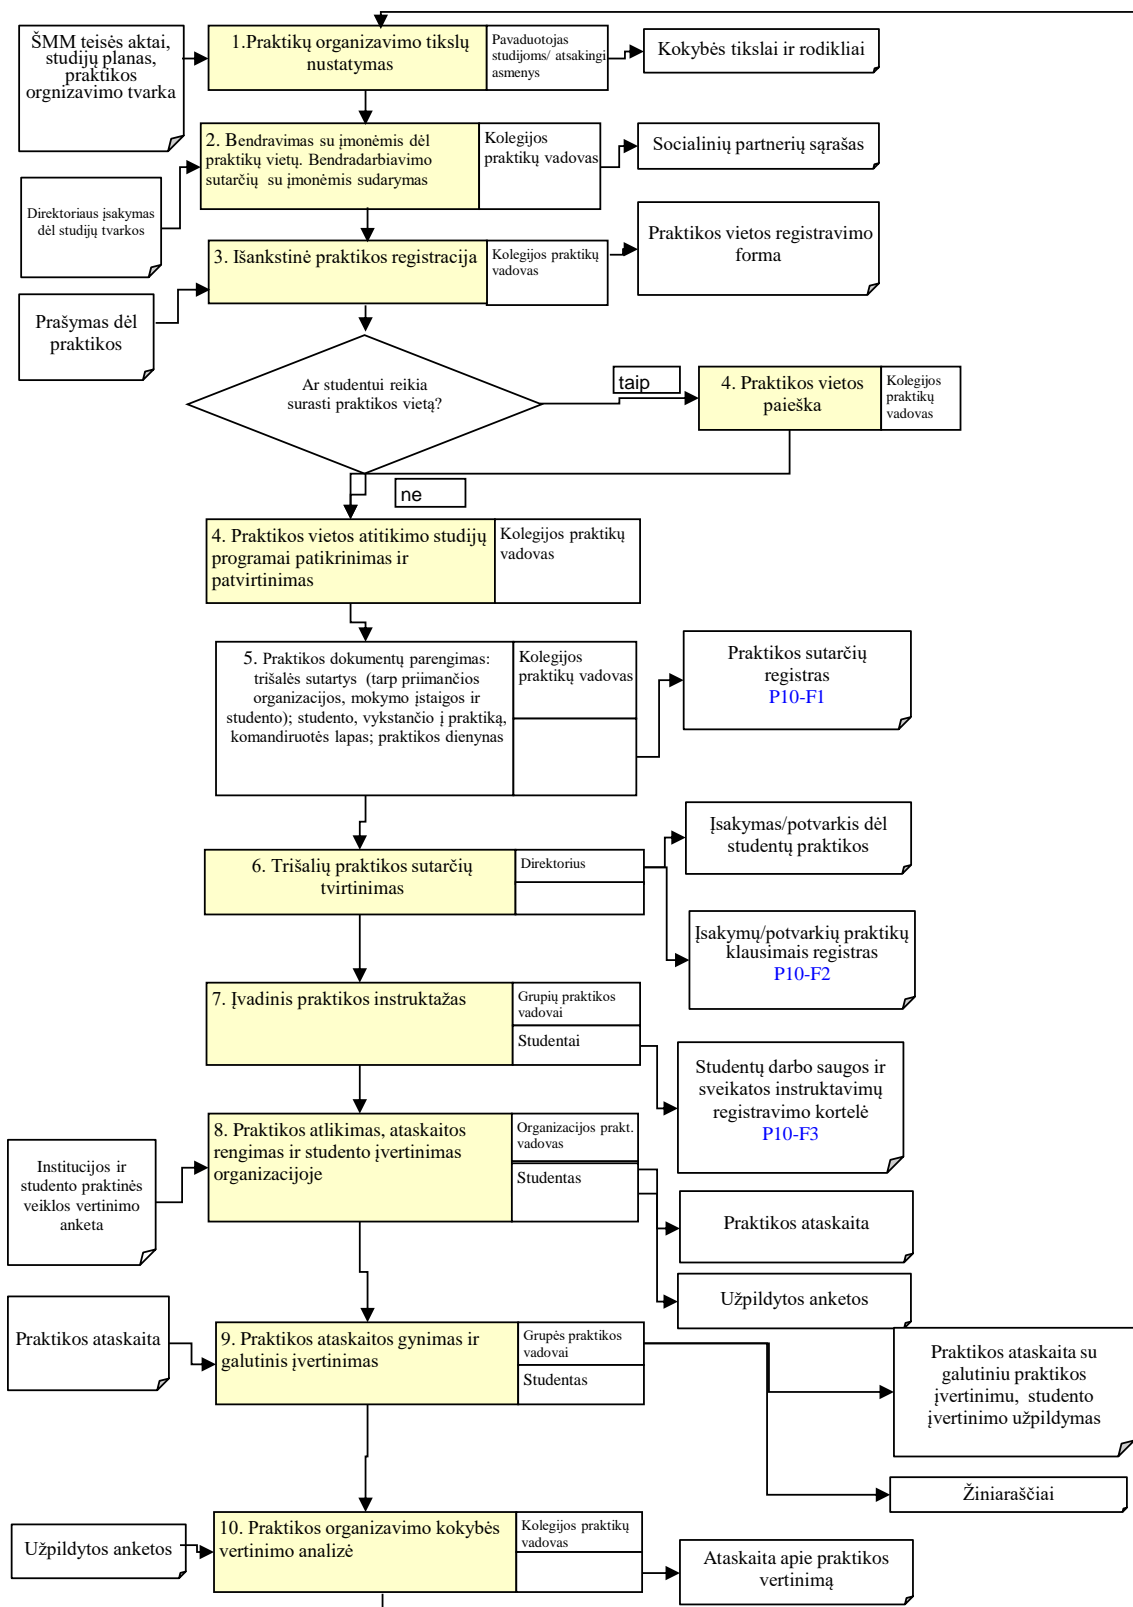 ŠMM teisės aktai,
studijų planas,
praktikos
orgnizavimo tvarka
1.Praktikų organizavimo tikslų
nustatymas
Pavaduotojas
studijoms/ atsakingi
asmenys
Kokybės tikslai ir rodikliai
2. Bendravimas su įmonėmis dėl
praktikų vietų. Bendradarbiavimo
sutarčių su įmonėmis sudarymas
Kolegijos
praktikų vadovas
Socialinių partnerių sąrašas
Direktoriaus įsakymas
dėl studijų tvarkos
3. Išankstinė praktikos registracija
Kolegijos praktikų
vadovas
Praktikos vietos registravimo
forma
Prašymas dėl
praktikos
Ar studentui reikia
surasti praktikos vietą?
taip
4. Praktikos vietos
paieška
Kolegijos
praktikų
vadovas
ne
4. Praktikos vietos atitikimo studijų
programai patikrinimas ir
patvirtinimas
Kolegijos praktikų
vadovas
5. Praktikos dokumentų parengimas:
trišalės sutartys (tarp priimančios
organizacijos, mokymo įstaigos ir
studento); studento, vykstančio į praktiką,
komandiruotės lapas; praktikos dienynas
Kolegijos
praktikų vadovas
Praktikos sutarčių
registras
P10-F1
6. Trišalių praktikos sutarčių
tvirtinimas
Direktorius
Įsakymas/potvarkis dėl
studentų praktikos
Įsakymų/potvarkių praktikų
klausimais registras
P10-F2
7. Įvadinis praktikos instruktažas
Grupių praktikos
vadovai
Studentai
Studentų darbo saugos ir
sveikatos instruktavimų
registravimo kortelė
P10-F3
8. Praktikos atlikimas, ataskaitos
rengimas ir studento įvertinimas
organizacijoje
Organizacijos prakt.
vadovas
Studentas
Institucijos ir
studento praktinės
veiklos vertinimo
anketa
Praktikos ataskaita
Užpildytos anketos
Praktikos ataskaita
9. Praktikos ataskaitos gynimas ir
galutinis įvertinimas
Grupės praktikos
vadovai
Studentas
Praktikos ataskaita su
galutiniu praktikos
įvertinimu, studento
įvertinimo užpildymas
Žiniaraščiai
Užpildytos anketos
10. Praktikos organizavimo kokybės
vertinimo analizė
Kolegijos praktikų
vadovas
Ataskaita apie praktikos
vertinimą